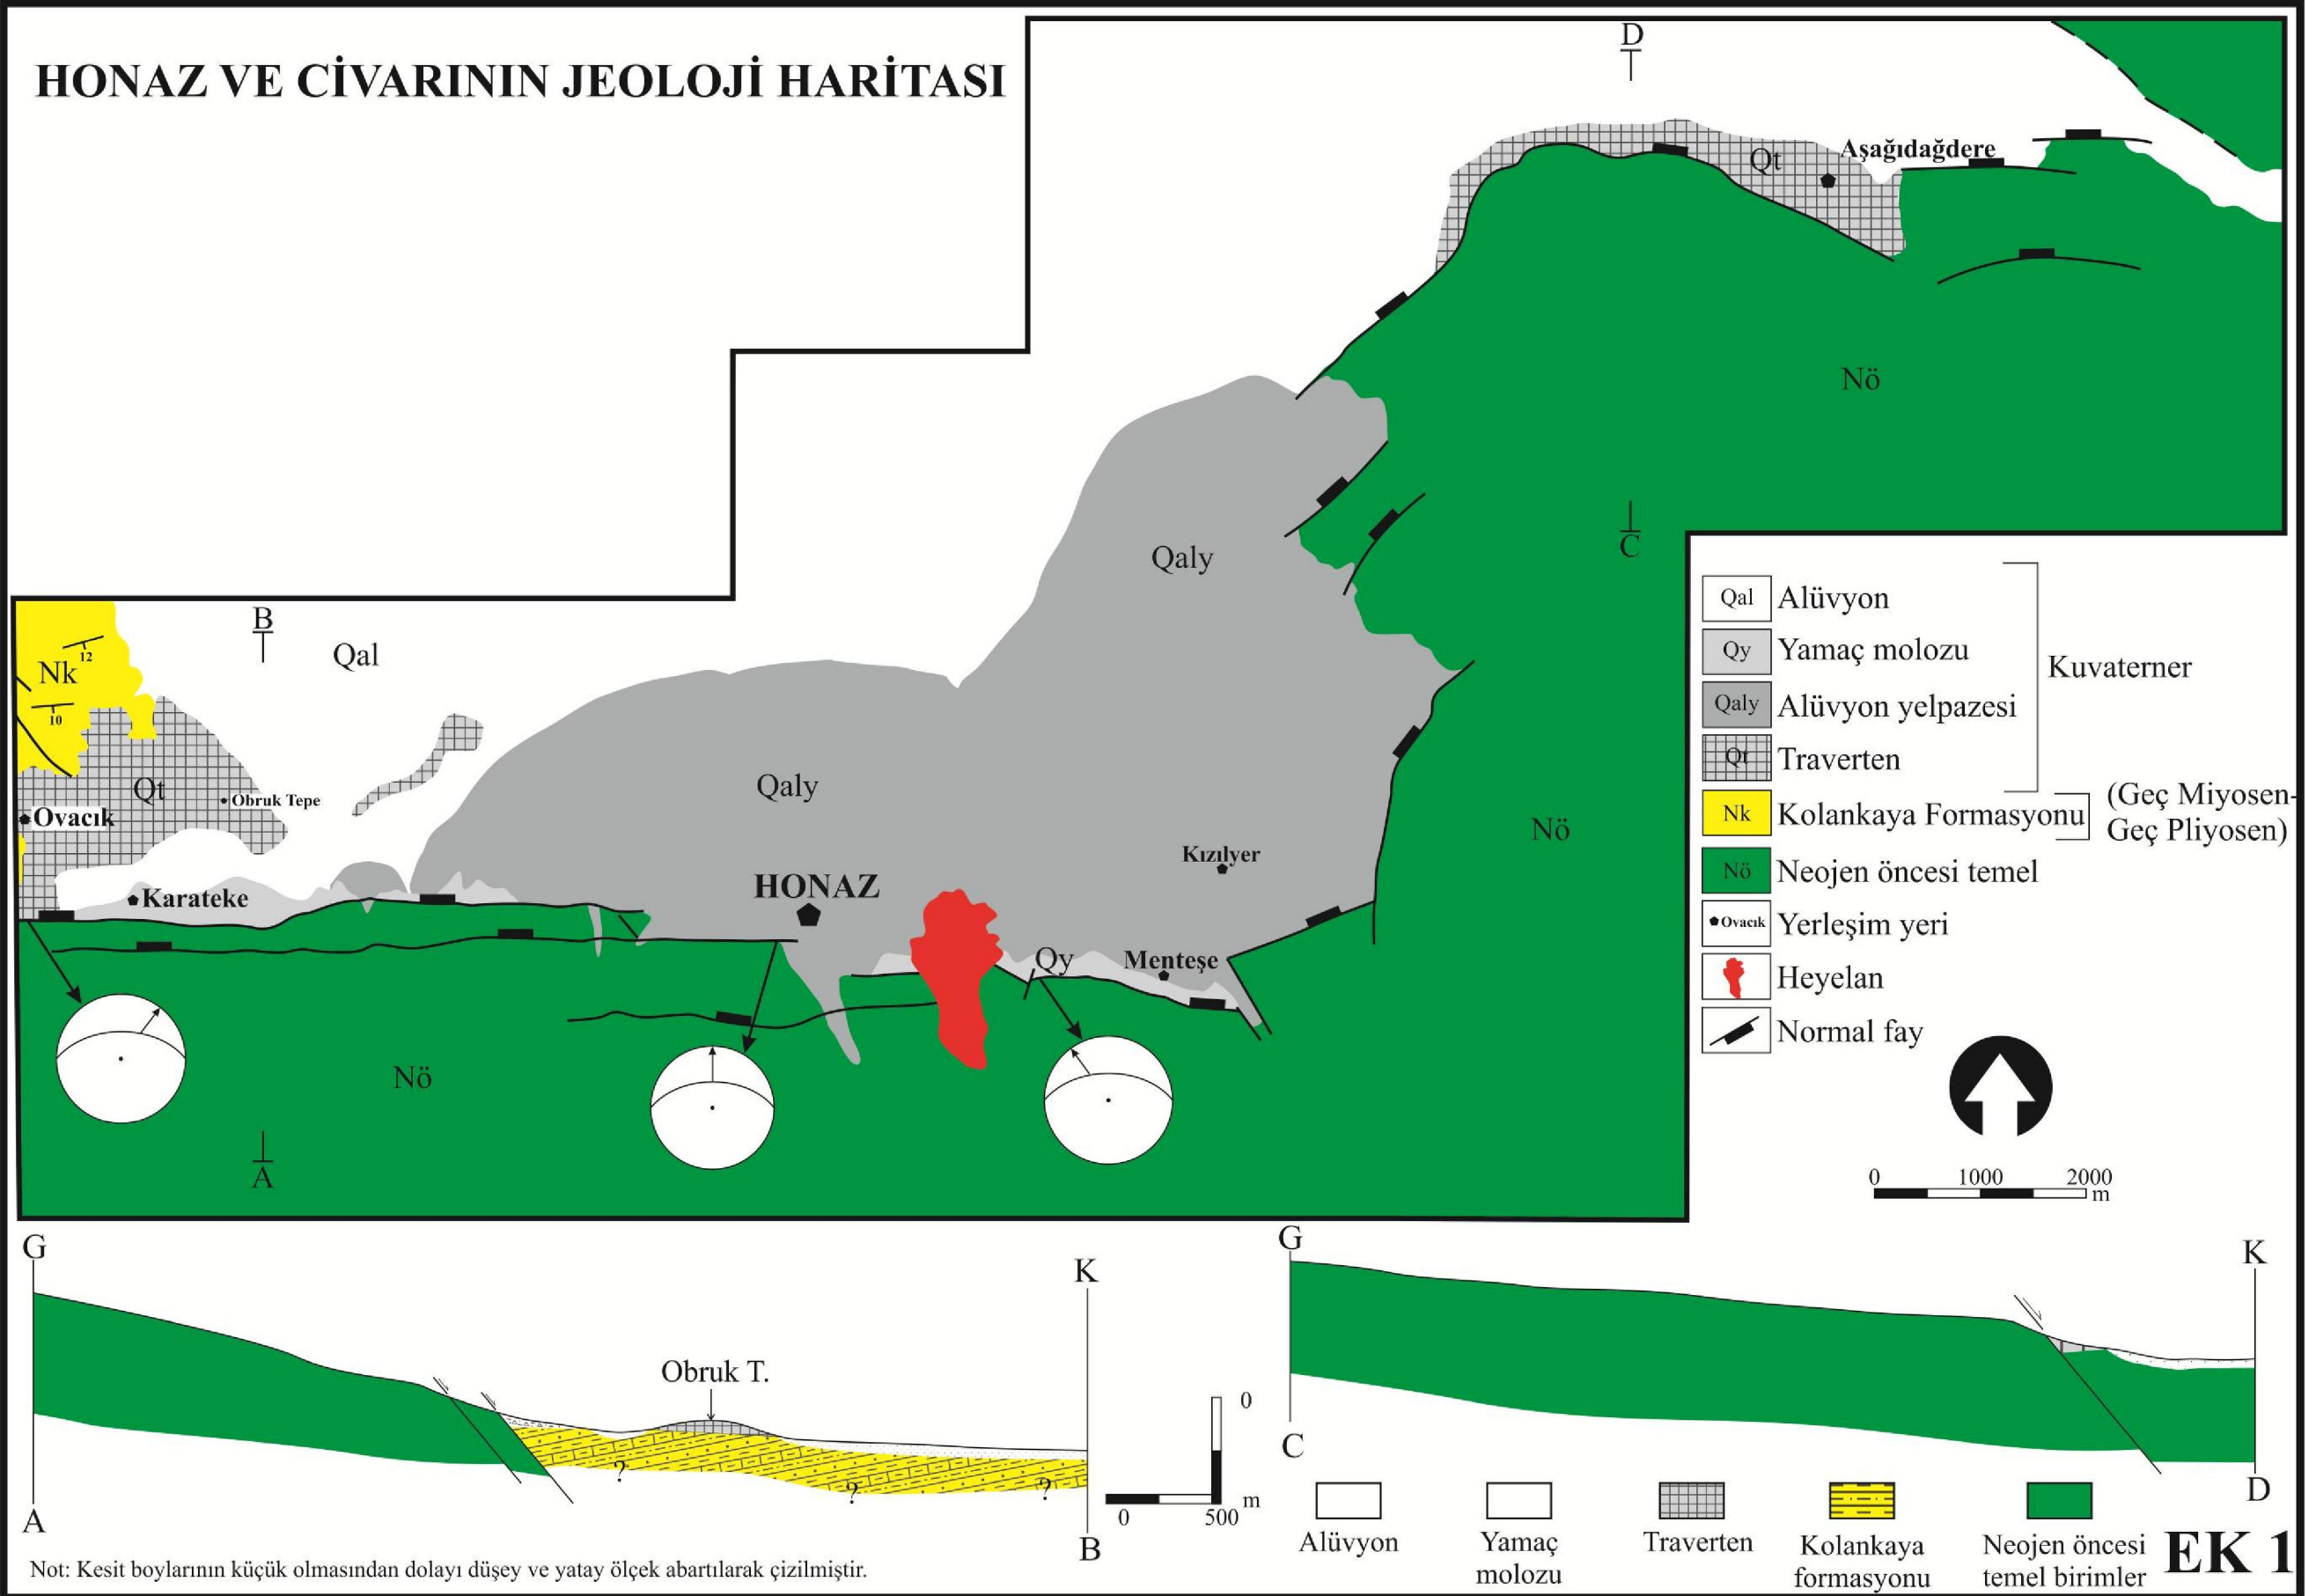 HONAZ VE CİVARININ JEOLOJİ HARİTASI
D
Aşağıdağdere
Qt
Nö
C
Qaly
B
Qal
12
Nk
10
Qt
Obruk Tepe
Ovacık
Qaly
Nö
Kızılyer
HONAZ
Karateke
Qy
Menteşe
Nö
A
Qal Alüvyon
Qy Yamaç molozu
Qaly Alüvyon yelpazesi
Qt Traverten
Kuvaterner
Nk Kolankaya Formasyonu
(Geç Miyosen-
Geç Pliyosen)
Nö Neojen öncesi temel
Ovacık Yerleşim yeri
Heyelan
Normal fay
0 1000 2000
m
G
K
Obruk T.
? ? ?
A
B
0
m
0 500
G
K
C
D
Alüvyon
Yamaç
molozu
Traverten
Kolankaya
formasyonu
Neojen öncesi
temel birimler
EK 1
Not: Kesit boylarının küçük olmasından dolayı düşey ve yatay ölçek abartılarak çizilmiştir.